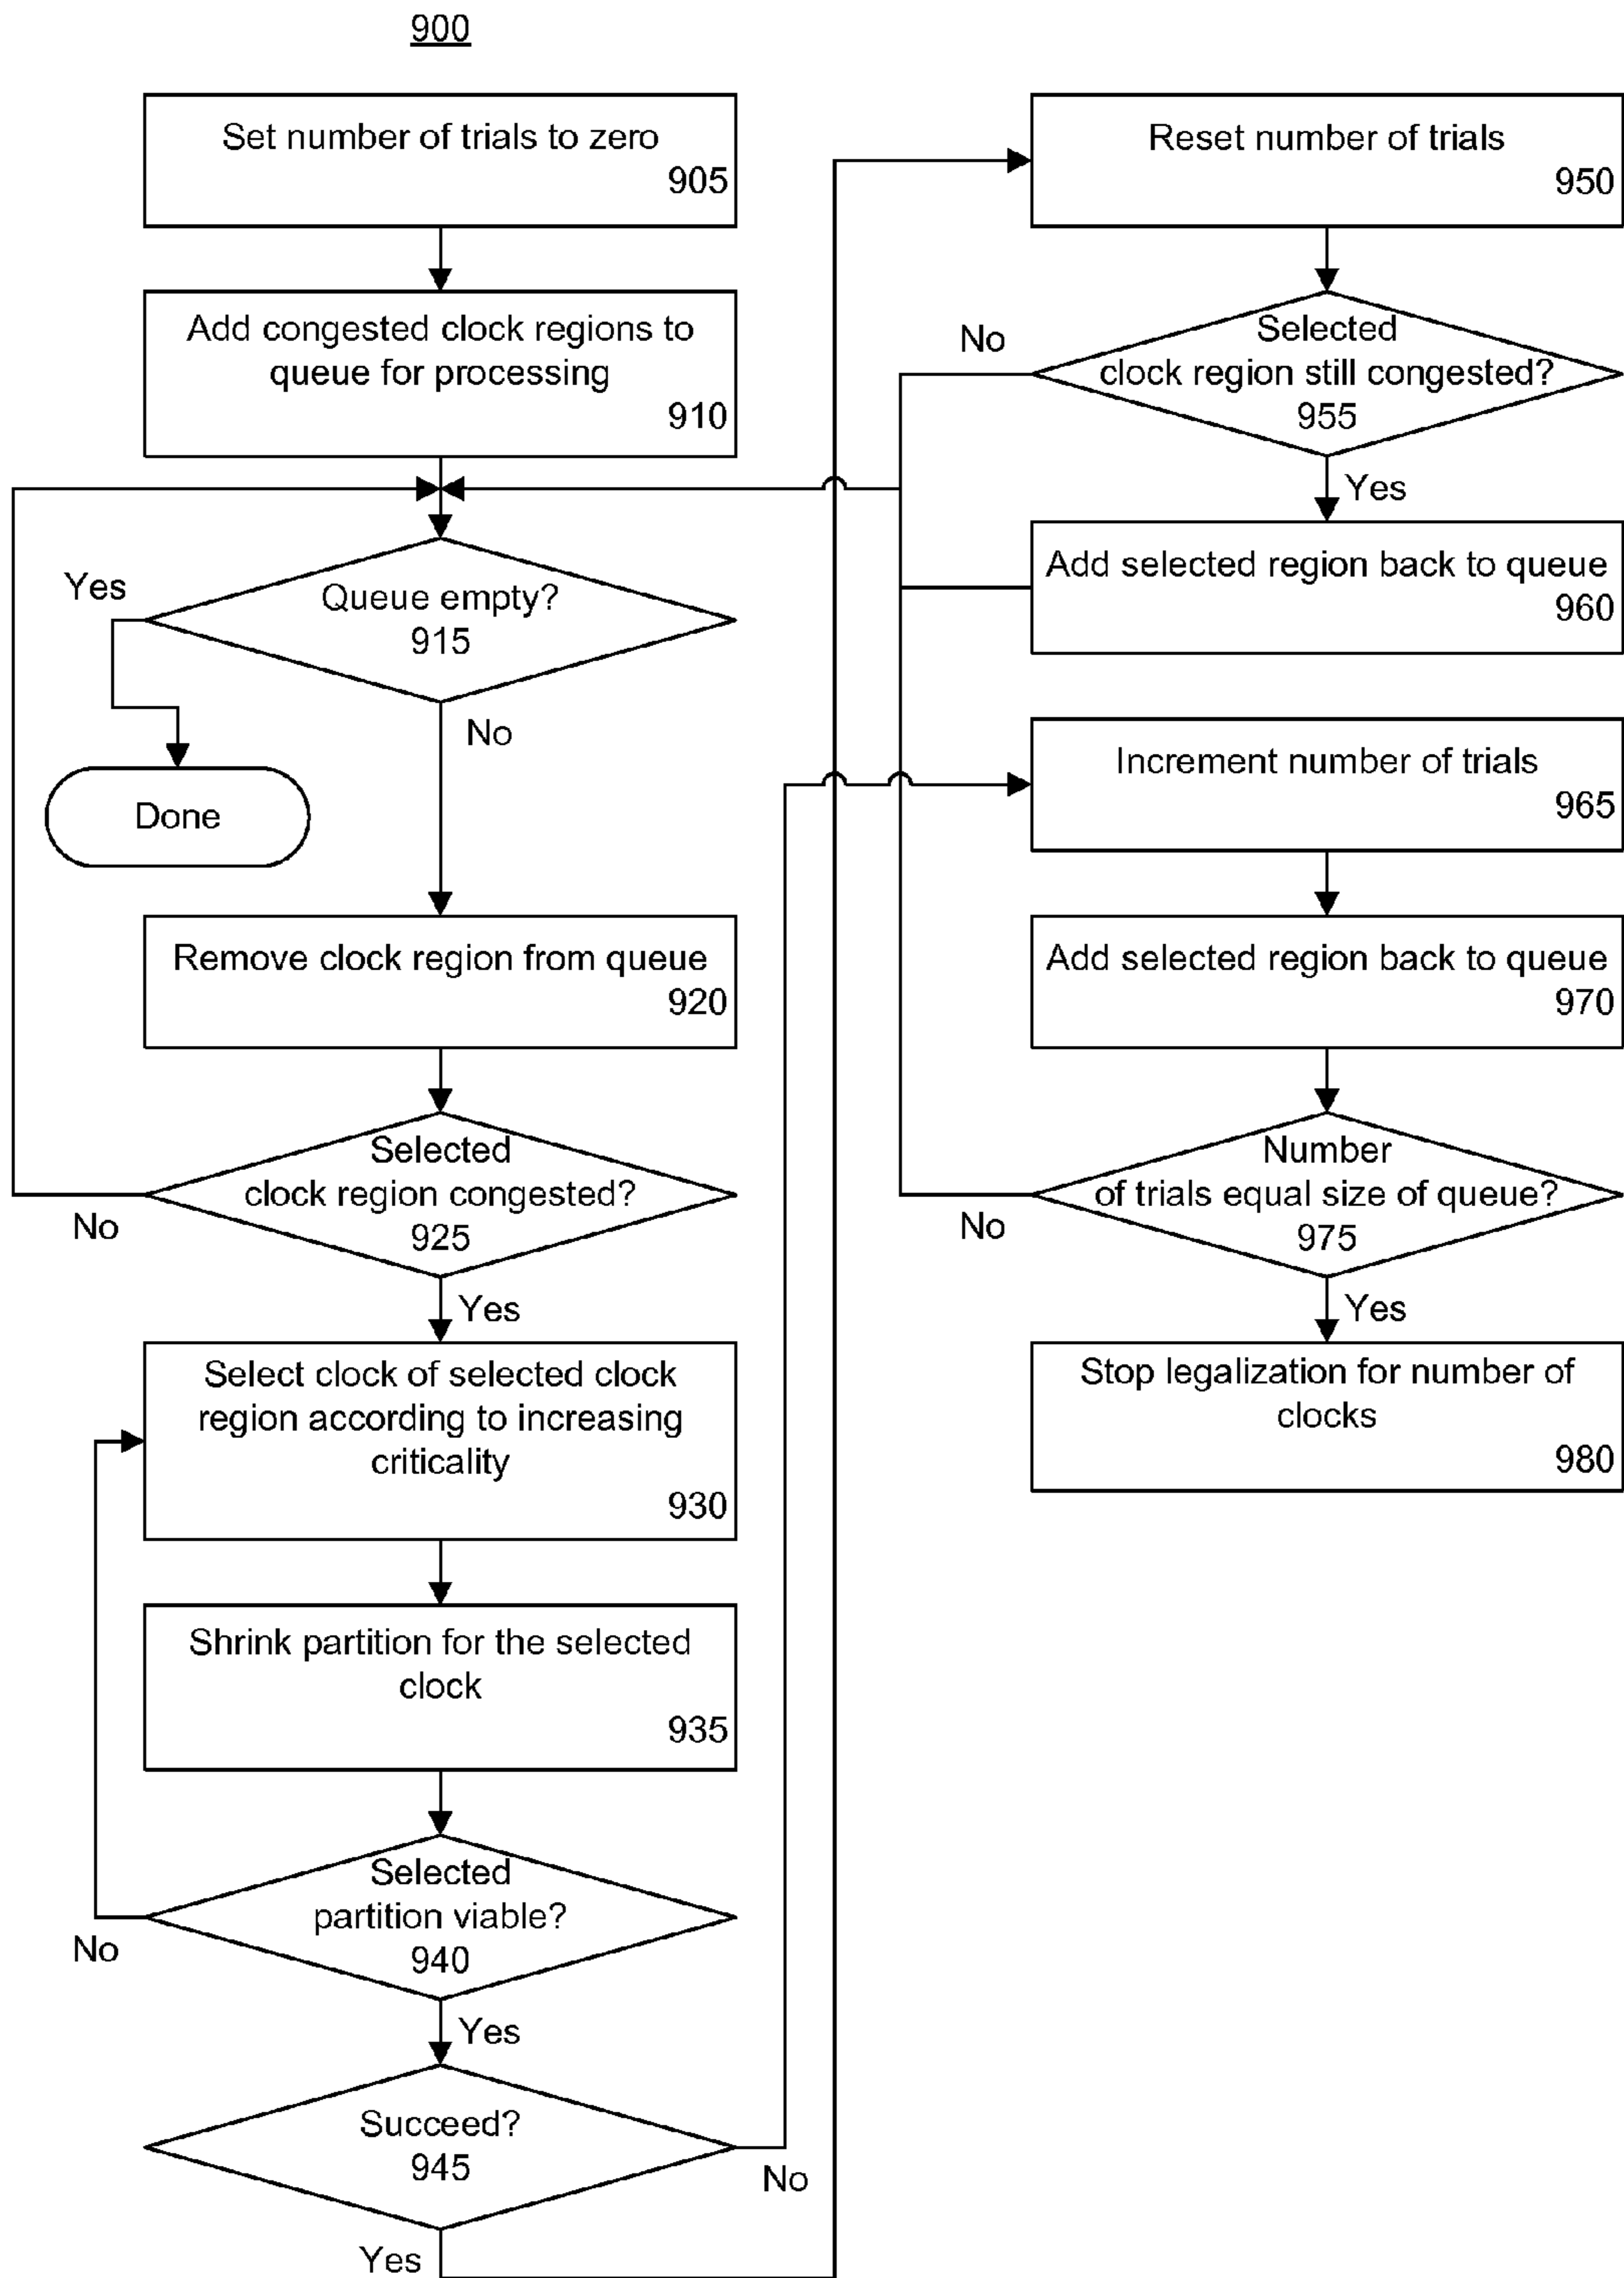 900
Set number of trials to zero
905
Add congested clock regions to
queue for processing
910
Yes
Queue empty?
915
No
Done
Remove clock region from queue
920
Selected
clock region congested?
925
No
Yes
Select clock of selected clock
region according to increasing
criticality
930
Shrink partition for the selected
clock
935
Selected
partition viable?
940
No
Yes
Succeed?
945
No
Yes
Reset number of trials
950
No
Selected
clock region still congested?
955
Yes
Add selected region back to queue
960
Increment number of trials
965
Add selected region back to queue
970
Number
of trials equal size of queue?
975
No
Yes
Stop legalization for number of
clocks
980